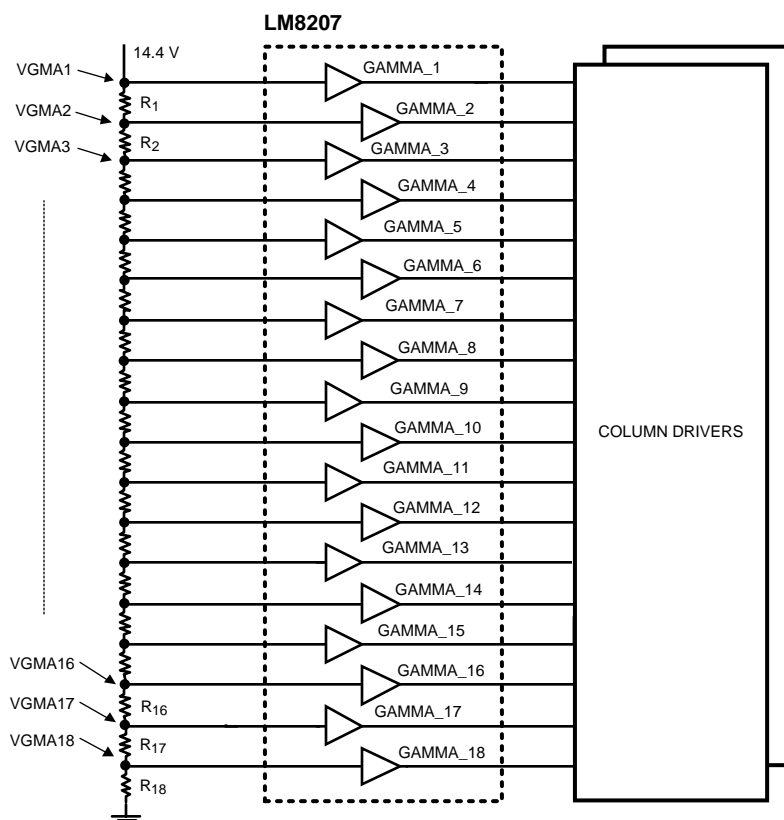 LM8207
14.4 V
VGMA1
GAMMA_1
R1
VGMA2
GAMMA_2
R2
VGMA3
GAMMA_3
GAMMA_4
GAMMA_5
GAMMA_6
GAMMA_7
GAMMA_8
GAMMA_9
GAMMA_10
COLUMN DRIVERS
GAMMA_11
GAMMA_12
GAMMA_13
GAMMA_14
GAMMA_15
VGMA16
GAMMA_16
R16
VGMA17
GAMMA_17
VGMA18
R17
GAMMA_18
R18